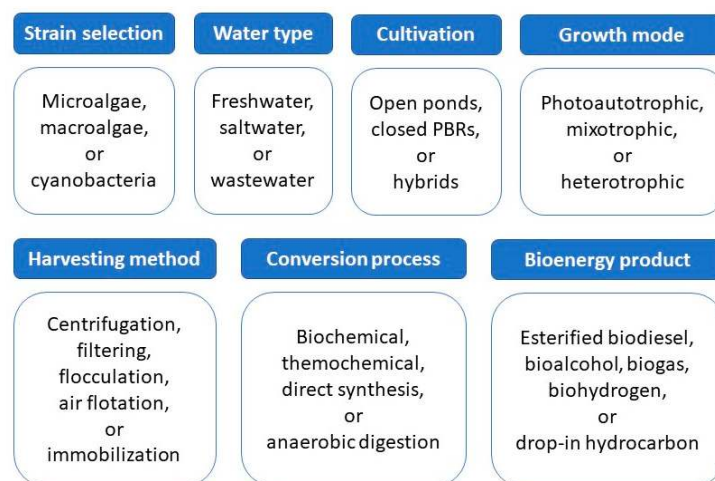 Strain selection
Microalgae,
macroalgae,
or
cyanobacteria
Water type
Freshwater,
saltwater,
or
wastewater
Cultivation
Open ponds,
closed PBRs,
or
hybrids
Growth mode
Photoautotrophic,
mixotrophic,
or
heterotrophic
Harvesting method
Centrifugation,
filtering,
flocculation,
air flotation,
or
immobilization
Conversion process
Biochemical,
themochemical,
direct synthesis,
or
anaerobic digestion
Bioenergy product
Esterified biodiesel,
bioalcohol, biogas,
biohydrogen,
or
drop-in hydrocarbon